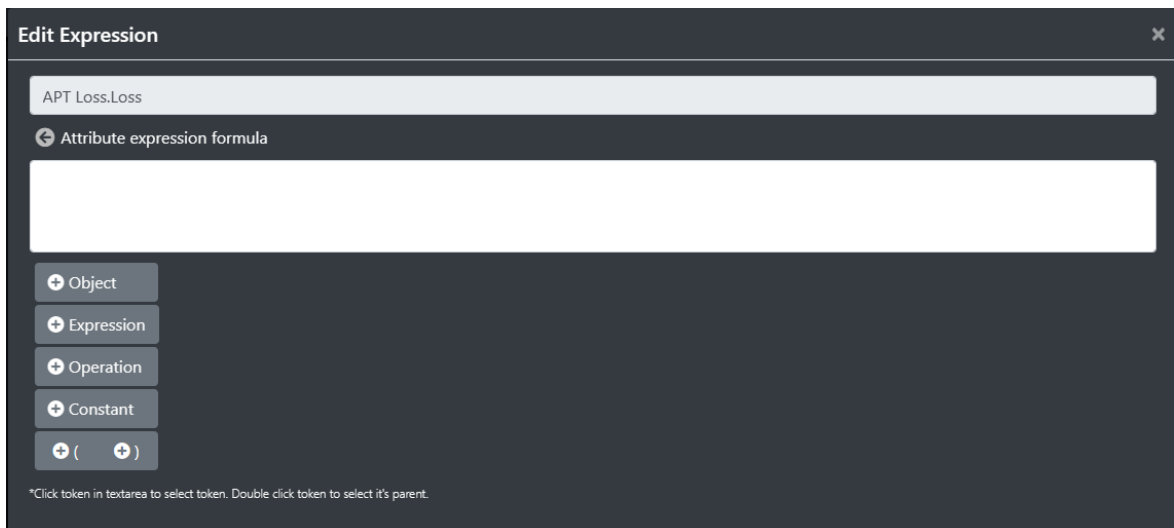 Edit Expression
APT Loss.Loss
Attribute expression formula
Object
Expression
Operation
Constant
( )
*Click token in textarea to select token. Double click token to select it's parent.